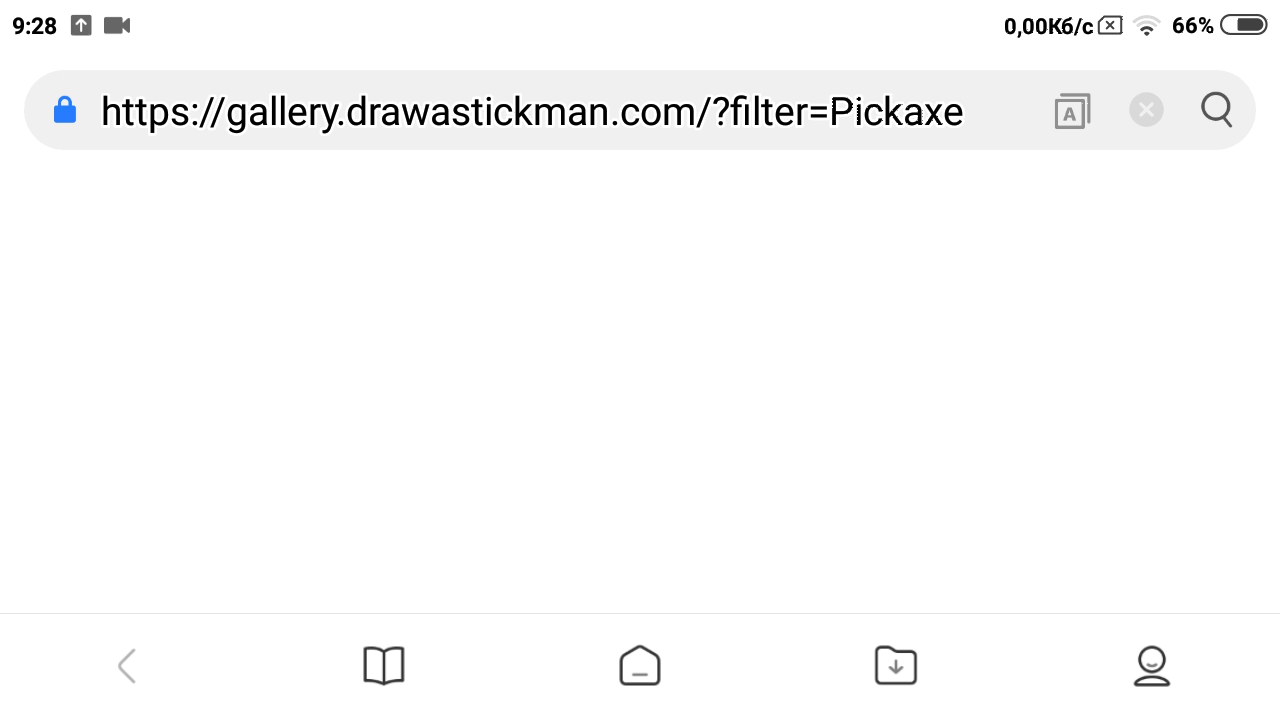 9:28
0,00Кб/с
66%
https://gallery.drawastickman.com/?filter=Pickaxe
A